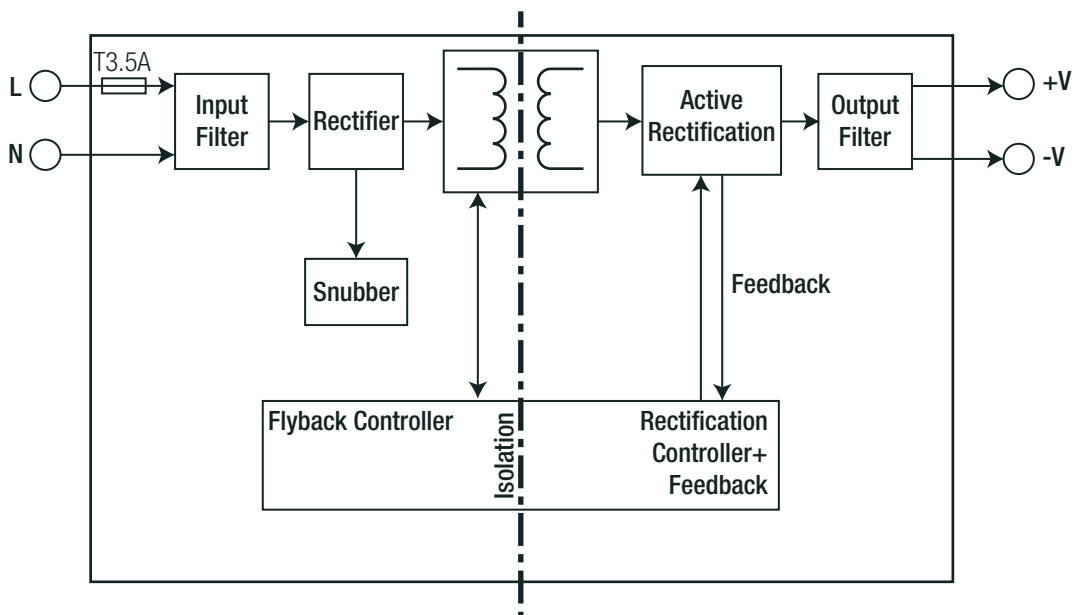 T3.5A
L
N
Input
Filter
Rectifier
Active
Rectification
Output
Filter
+V
-V
Snubber
Feedback
Flyback Controller
Isolation
Rectification
Controller+
Feedback